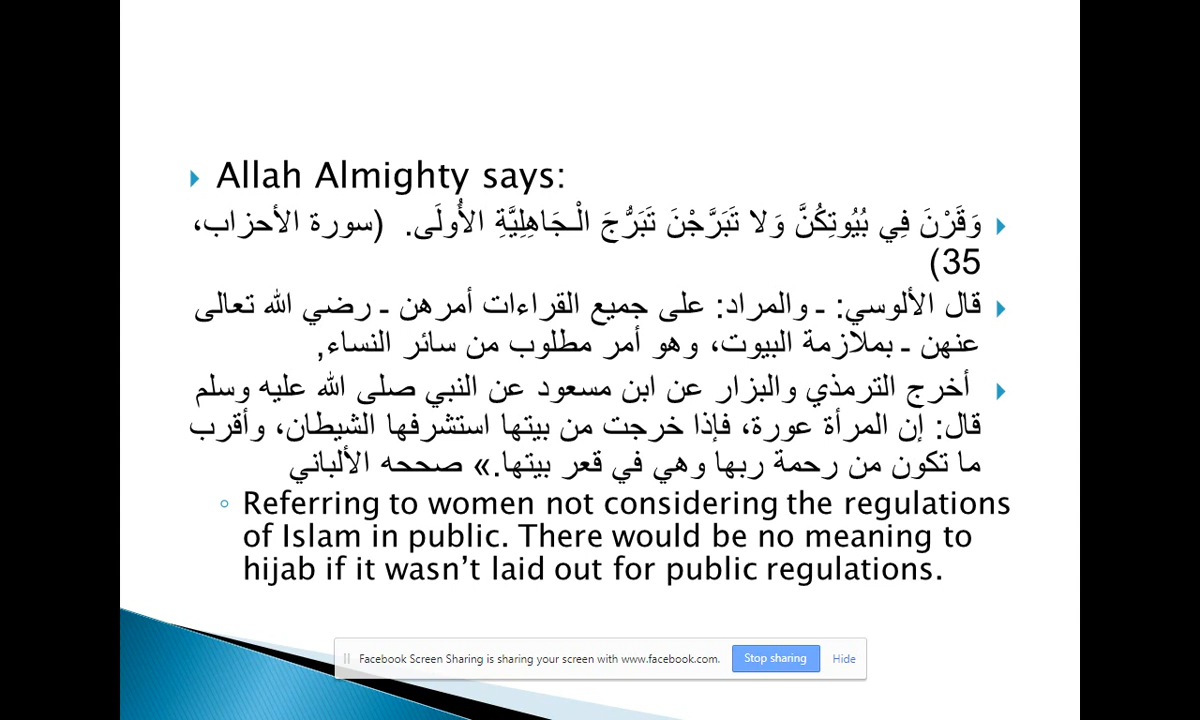 Allah Almighty says:
وَقَرْنَ فِي بُيُوتِكُنَّ وَلا تَبَرَّجْنَ تَبَرُّجَ الْـجَاهِلِيَّةِ الأُولَى. (سورة الأحزاب،
35)
قال الألوسي: ـ والمراد: على جميع القراءات أمرهن ـ رضي الله تعالى
عنهن ـ بملازمة البيوت، وهو أمر مطلوب من سائر النساء,
أخرج الترمذي والبزار عن ابن مسعود عن النبي صلى الله عليه وسلم
قال: إن المرأة عورة، فإذا خرجت من بيتها استشرفها الشيطان، وأقرب
ما تكون من رحمة ربها وهي في قعر بيتها.» صححه الألباني
Referring to women not considering the regulations
of Islam in public. There would be no meaning to
hijab if it wasn’t laid out for public regulations.
Facebook Screen Sharing is sharing your screen with www.facebook.com.
Stop sharing
Hide